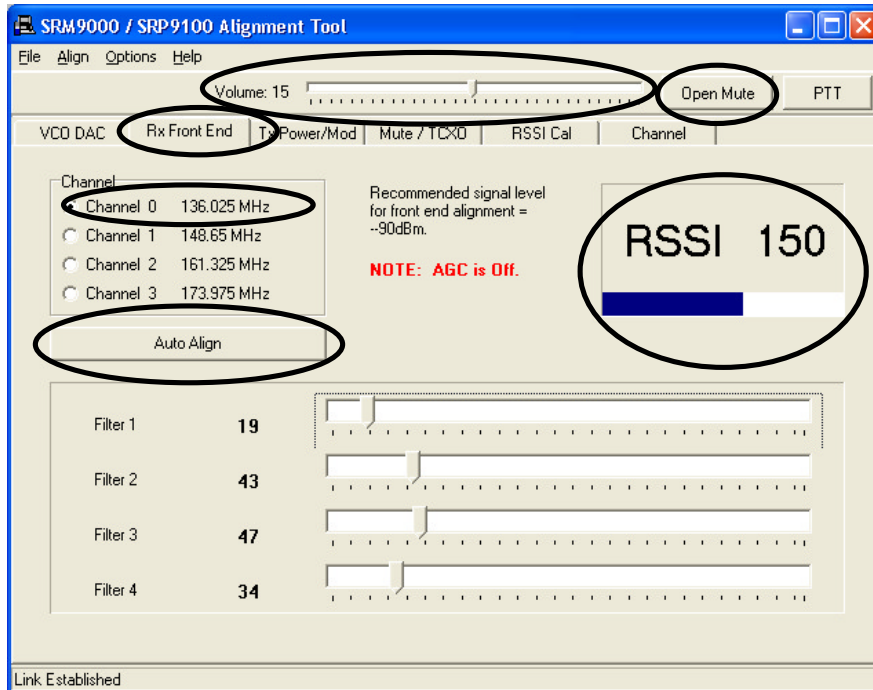 SRM9000 / SRP9100 Alignment Tool
File Align Options Help
Volume: 15
Open Mute
PTT
VCO DAC
Rx Front End
Tx Power/Mod
Mute / TCXO
RSSI Cal
Channel
Channel
Channel 0 136.025 MHz
Channel 1 148.65 MHz
Channel 2 161.325 MHz
Channel 3 173.975 MHz
Recommended signal level
for front end alignment =
--90dBm.
NOTE: AGC is Off.
RSSI 150
Auto Align
Filter 1 19
Filter 2 43
Filter 3 47
Filter 4 34
Link Established